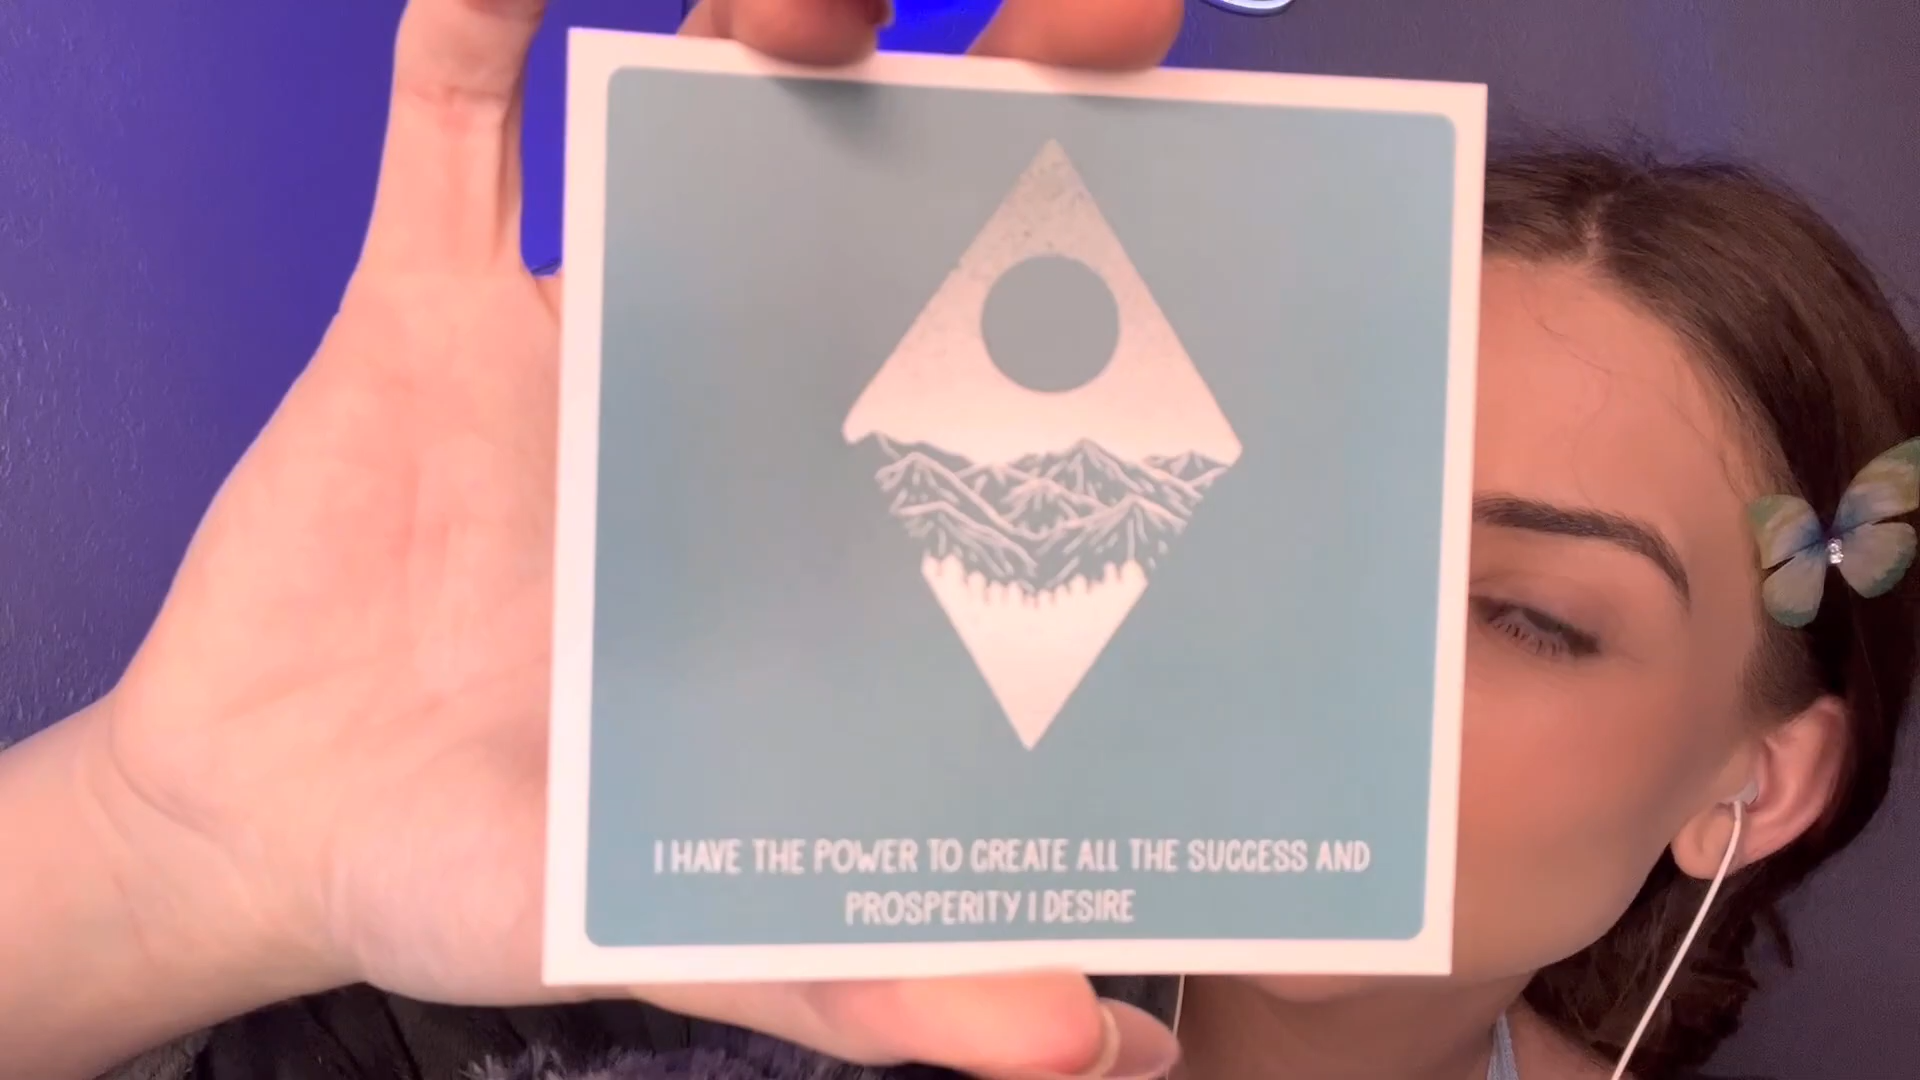 I HAVE THE POWER TO CREATE ALL THE SUCCESS AND
PROSPERITY I DESIRE